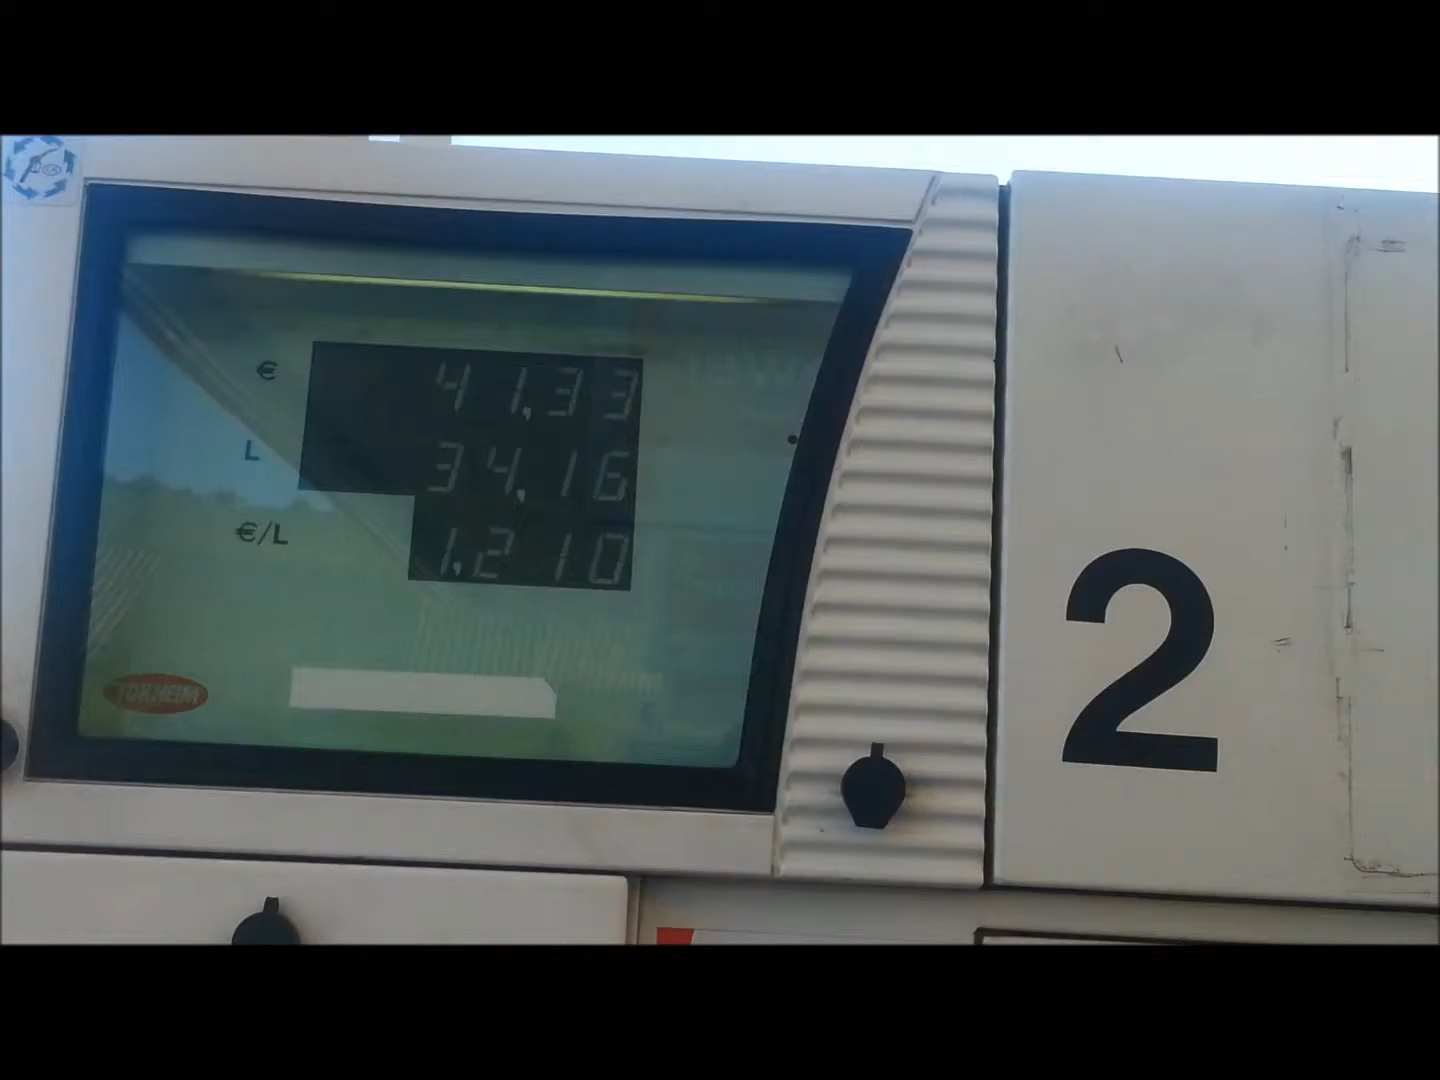 € 41,33
L 34,16
€/L 1,210
TOKHEIM
2